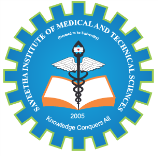 SAVEETHA INSTITUTE OF MEDICAL AND TECHNICAL SCIENCES
2005
Knowledge Conquers All